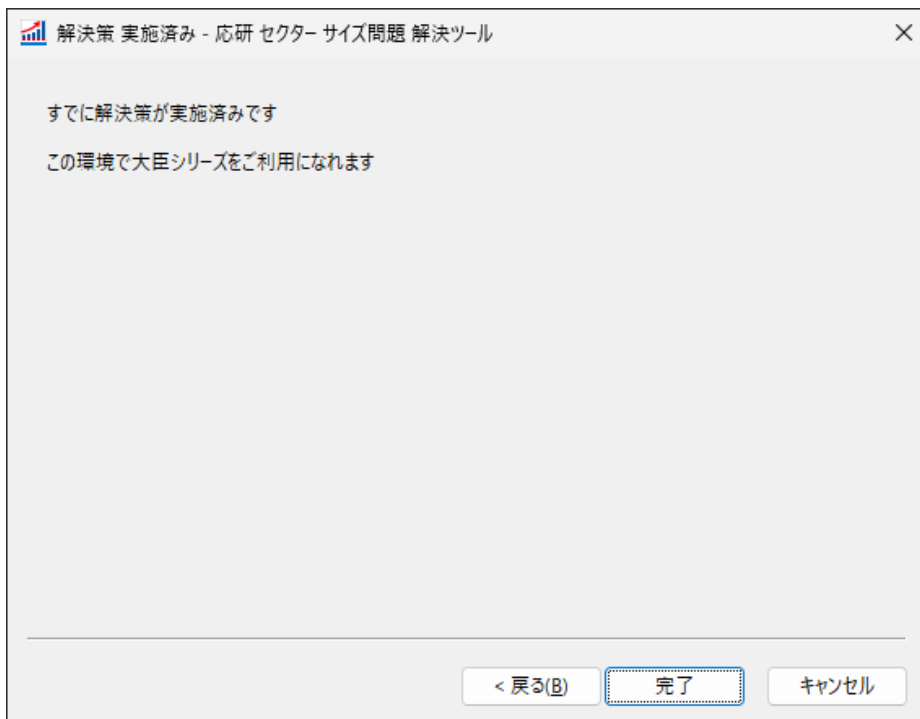 解決策 実施済み - 応研 セクター サイズ問題 解決ツール
すでに解決策が実施済みです
この環境で大臣シリーズをご利用になれます
< 戻る(B)
完了
キャンセル